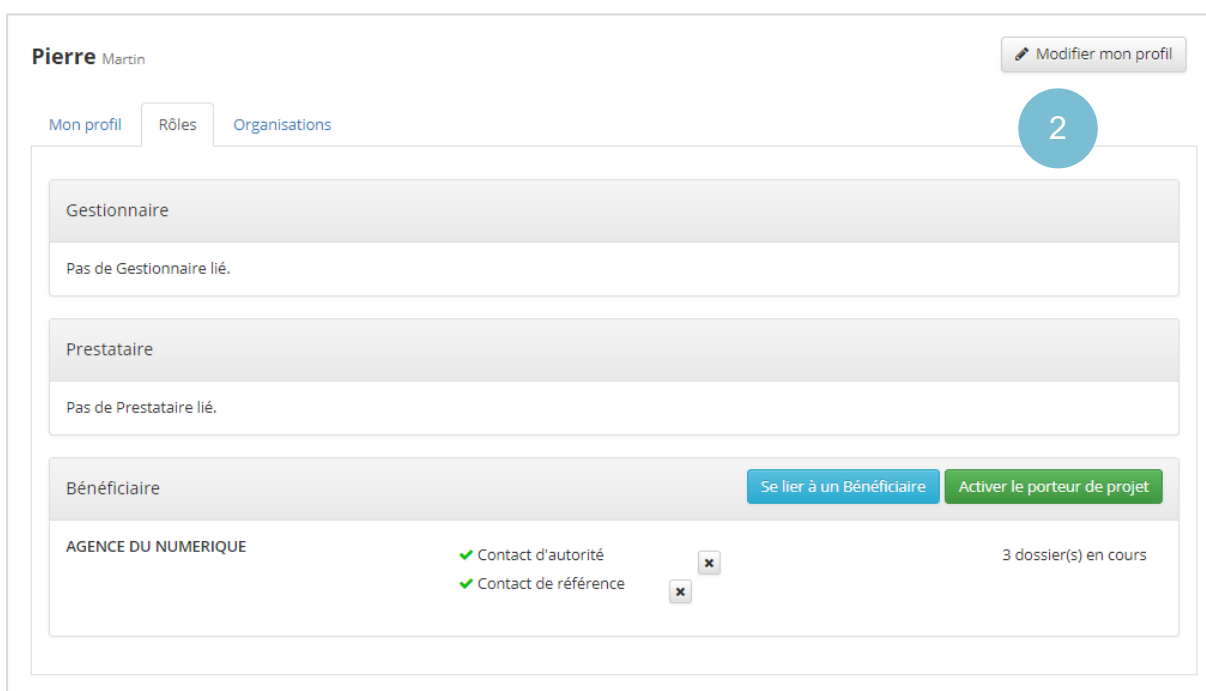 Pierre Martin
Modifier mon profil
Mon profil Rôles Organisations
2
Gestionnaire
Pas de Gestionnaire lié.
Prestataire
Pas de Prestataire lié.
Bénéficiaire Se lier à un Bénéficiaire Activer le porteur de projet
AGENCE DU NUMERIQUE Contact d'autorité 3 dossier(s) en cours
Contact de référence